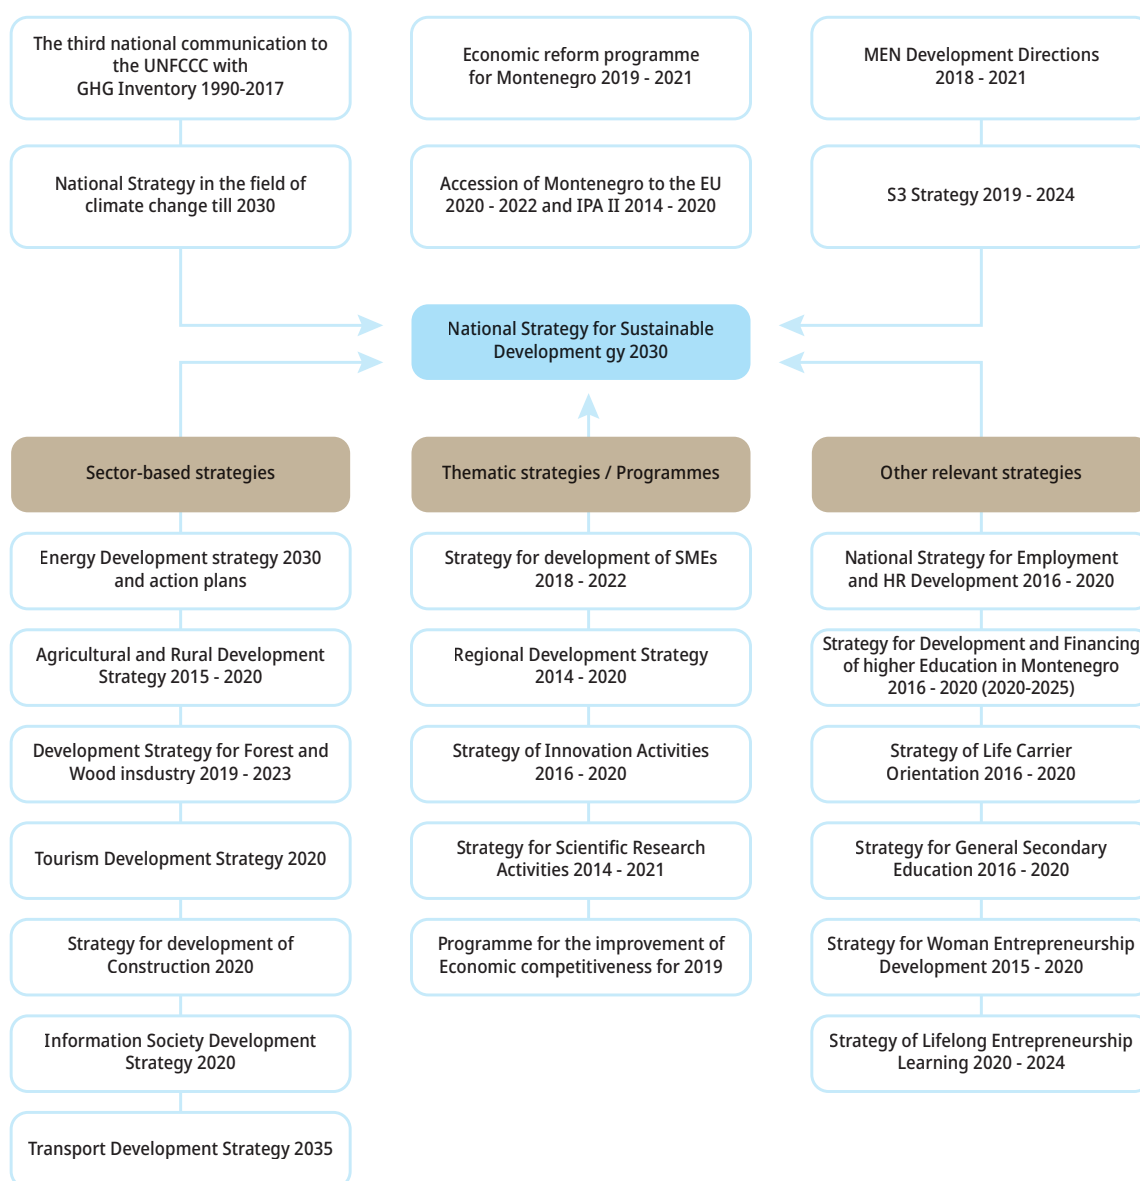 The third national communication to
the UNFCCC with
GHG Inventory 1990-2017
Economic reform programme
for Montenegro 2019 - 2021
MEN Development Directions
2018 - 2021
National Strategy in the field of
climate change till 2030
Accession of Montenegro to the EU
2020 - 2022 and IPA II 2014 - 2020
S3 Strategy 2019 - 2024
National Strategy for Sustainable
Development gy 2030
Sector-based strategies
Energy Development strategy 2030
and action plans
Agricultural and Rural Development
Strategy 2015 - 2020
Development Strategy for Forest and
Wood insdustry 2019 - 2023
Tourism Development Strategy 2020
Strategy for development of
Construction 2020
Information Society Development
Strategy 2020
Transport Development Strategy 2035
Thematic strategies / Programmes
Strategy for development of SMEs
2018 - 2022
Regional Development Strategy
2014 - 2020
Strategy of Innovation Activities
2016 - 2020
Strategy for Scientific Research
Activities 2014 - 2021
Programme for the improvement of
Economic competitiveness for 2019
Other relevant strategies
National Strategy for Employment
and HR Development 2016 - 2020
Strategy for Development and Financing
of higher Education in Montenegro
2016 - 2020 (2020-2025)
Strategy of Life Carrier
Orientation 2016 - 2020
Strategy for General Secondary
Education 2016 - 2020
Strategy for Woman Entrepreneurship
Development 2015 - 2020
Strategy of Lifelong Entrepreneurship
Learning 2020 - 2024